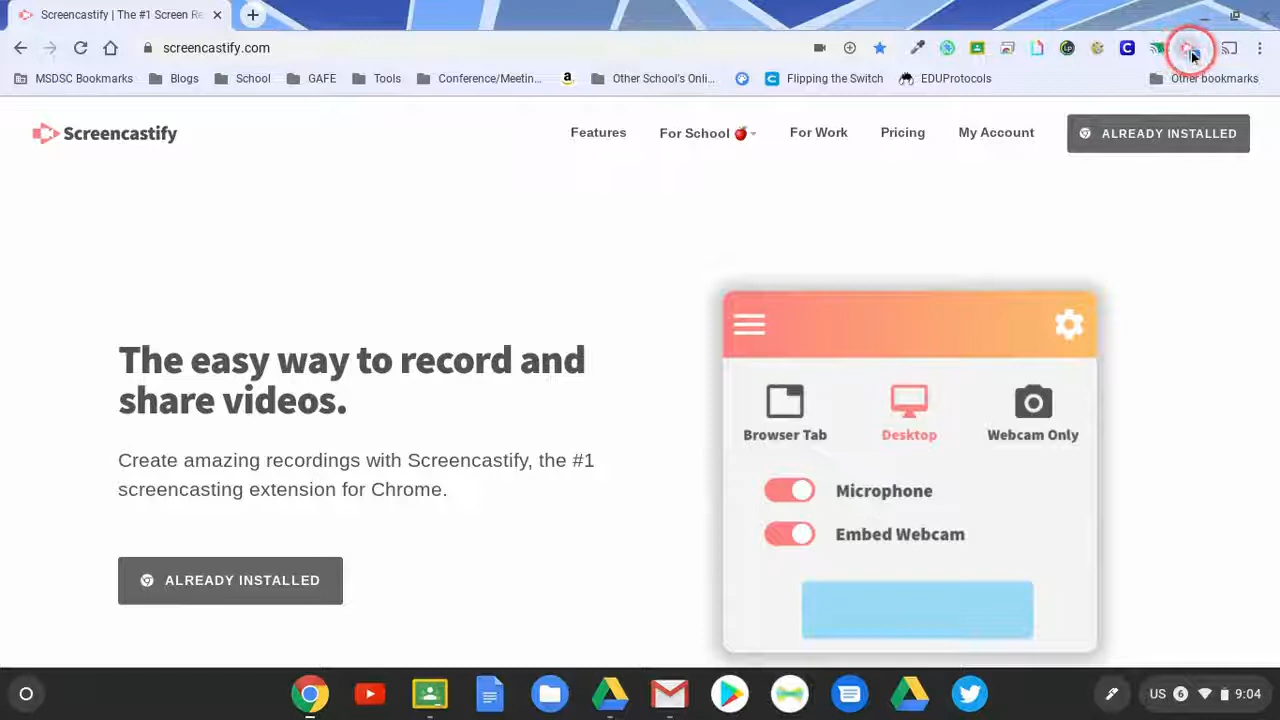 Screencastify | The #1 Screen Re
screencastify.com
MSDSC Bookmarks Blogs School GAFE Tools Conference/Meetin... Other School's Onli... Flipping the Switch EDUProtocols Other bookmarks
Screencastify
Features For School For Work Pricing My Account ALREADY INSTALLED
The easy way to record and
share videos.
Create amazing recordings with Screencastify, the #1
screencasting extension for Chrome.
ALREADY INSTALLED
Browser Tab Desktop Webcam Only
Microphone
Embed Webcam
US 6 9:04